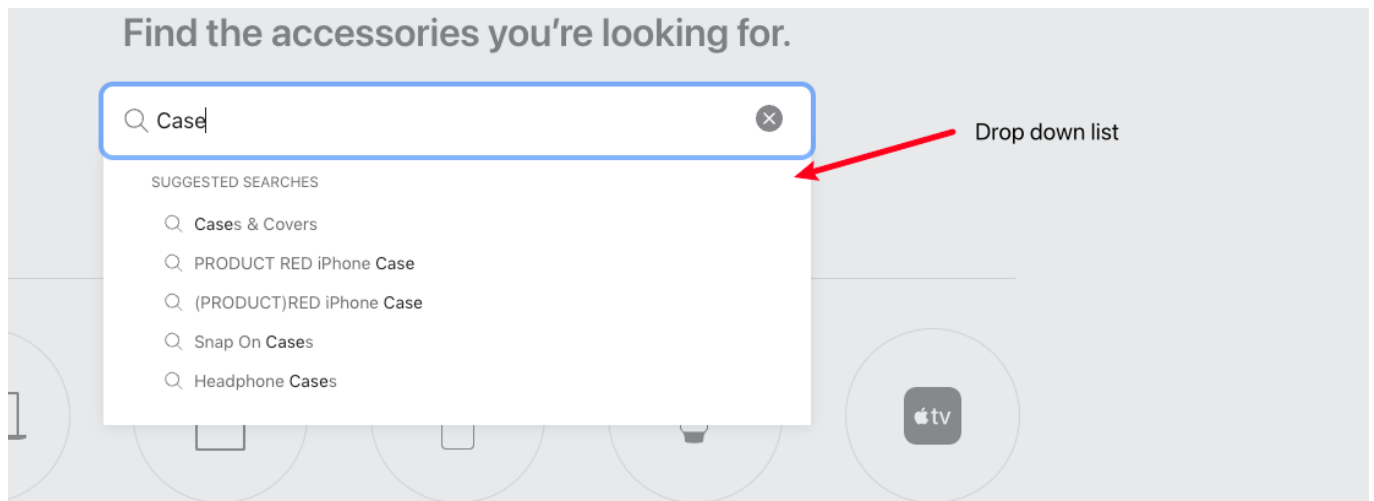 Find the accessories you’re looking for.
Case
Drop down list
SUGGESTED SEARCHES
Cases & Covers
PRODUCT RED iPhone Case
(PRODUCT)RED iPhone Case
Snap On Cases
Headphone Cases
tv